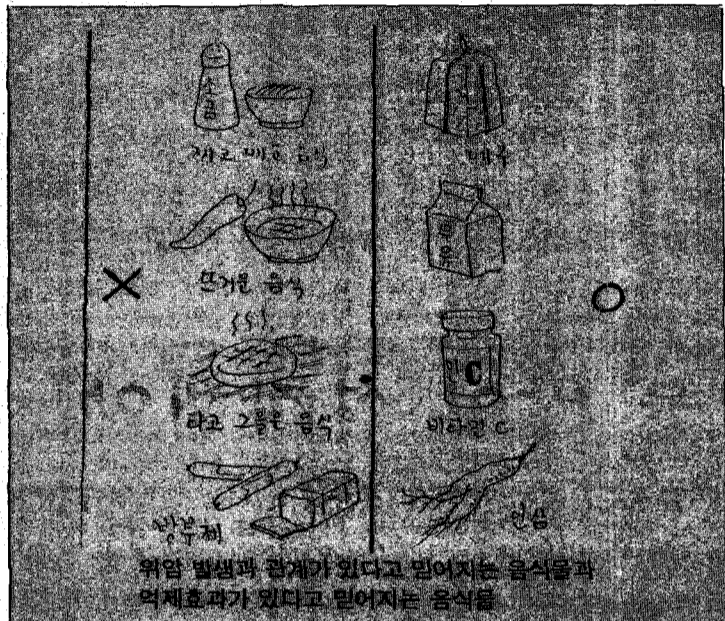 소금
짜고 매운 음식
뜨거운 음식
X
타고 그을은 음식
방부제
배추
우유
O
C
비타민 C
인삼
위암 발생과 관계가 있다고 믿어지는 음식물과
억제효과가 있다고 믿어지는 음식물